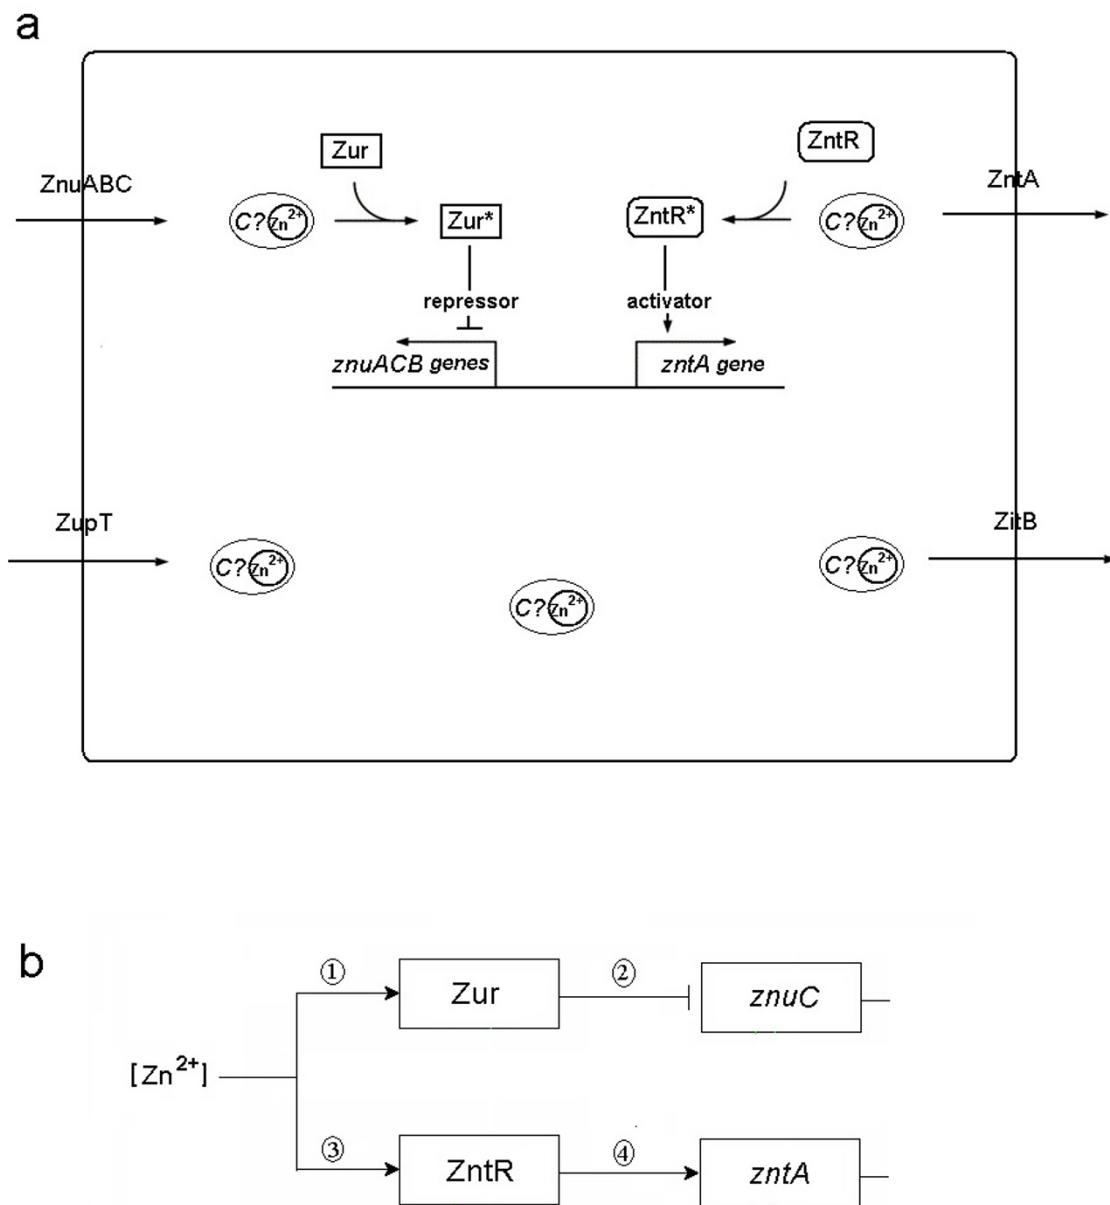 a
ZnuABC
Zur
ZntR
ZntA
C? Zn2+
Zur*
ZntR*
C? Zn2+
repressor
activator
znuACB genes
zntA gene
ZupT
ZitB
C? Zn2+
C? Zn2+
C? Zn2+
b
① Zur ② znuC
[Zn2+]
③ ZntR ④ zntA